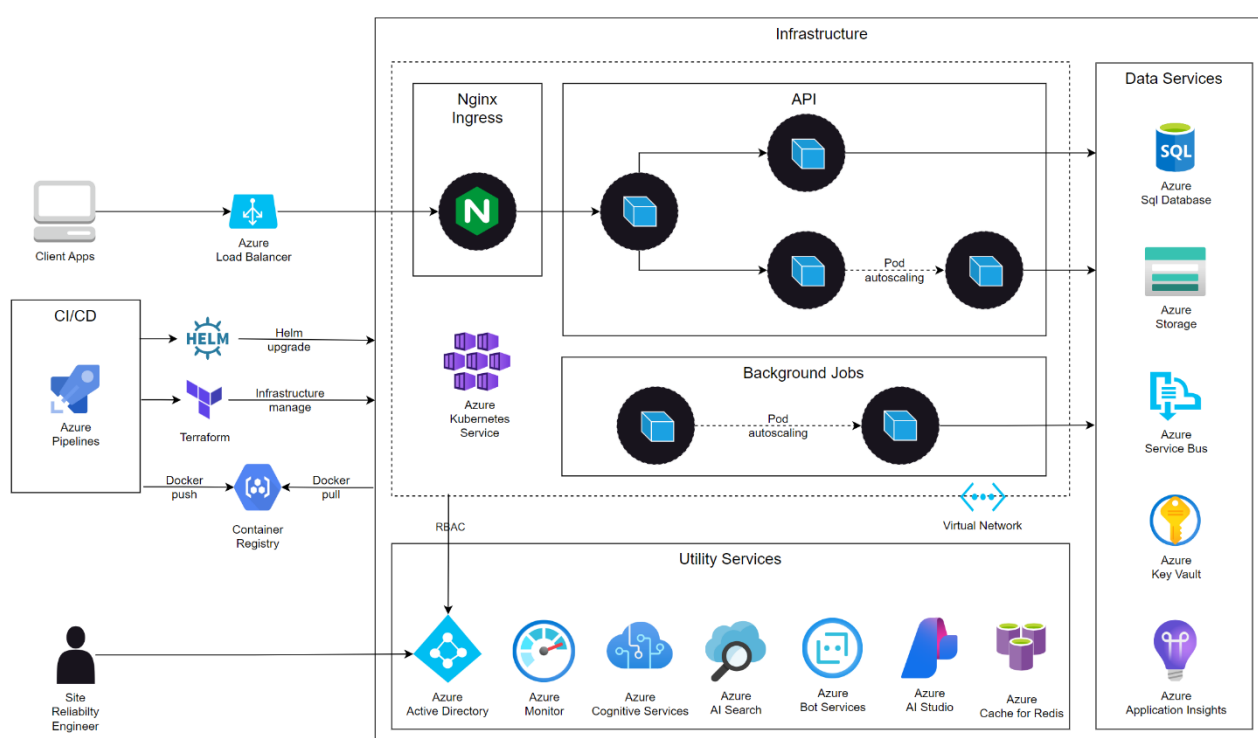 Infrastructure
Nginx
Ingress
API
Data Services
SQL
Azure
Sql Database
Client Apps
Azure
Load Balancer
Pod
autoscaling
Azure
Storage
CI/CD
HELM
Helm
upgrade
Azure
Pipelines
Terraform
Infrastructure
manage
Azure
Kubernetes
Service
Background Jobs
Pod
autoscaling
Azure
Service Bus
Docker
push
Docker
pull
Container
Registry
RBAC
Virtual Network
Azure
Key Vault
Utility Services
Site
Reliabilty
Engineer
Azure
Active Directory
Azure
Monitor
Azure
Cognitive Services
Azure
AI Search
Azure
Bot Services
Azure
AI Studio
Azure
Cache for Redis
Azure
Application Insights